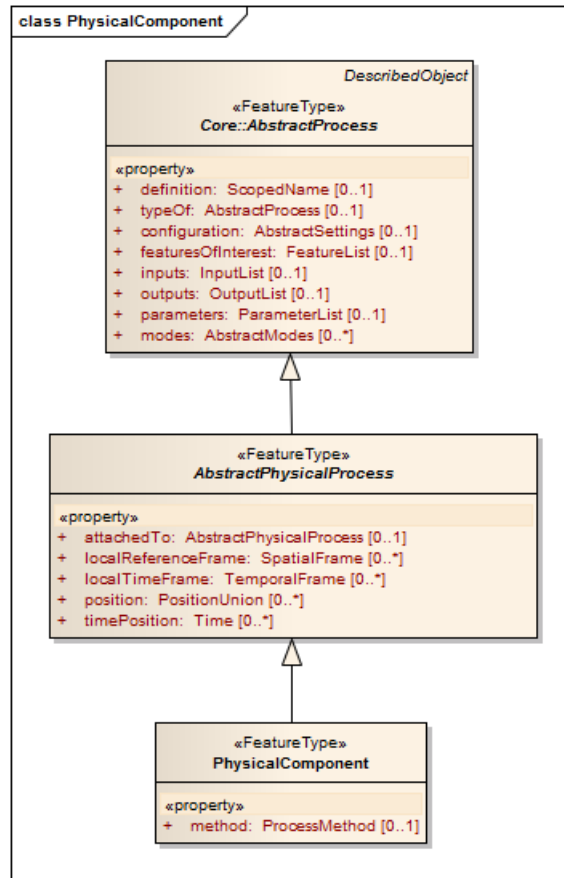 class PhysicalComponent
DescribedObject
«FeatureType»
Core::AbstractProcess
«property»
+ definition: ScopedName [0..1]
+ typeOf: AbstractProcess [0..1]
+ configuration: AbstractSettings [0..1]
+ featuresOfInterest: FeatureList [0..1]
+ inputs: InputList [0..1]
+ outputs: OutputList [0..1]
+ parameters: ParameterList [0..1]
+ modes: AbstractModes [0..*]
«FeatureType»
AbstractPhysicalProcess
«property»
+ attachedTo: AbstractPhysicalProcess [0..1]
+ localReferenceFrame: SpatialFrame [0..*]
+ localTimeFrame: TemporalFrame [0..*]
+ position: PositionUnion [0..*]
+ timePosition: Time [0..*]
«FeatureType»
PhysicalComponent
«property»
+ method: ProcessMethod [0..1]